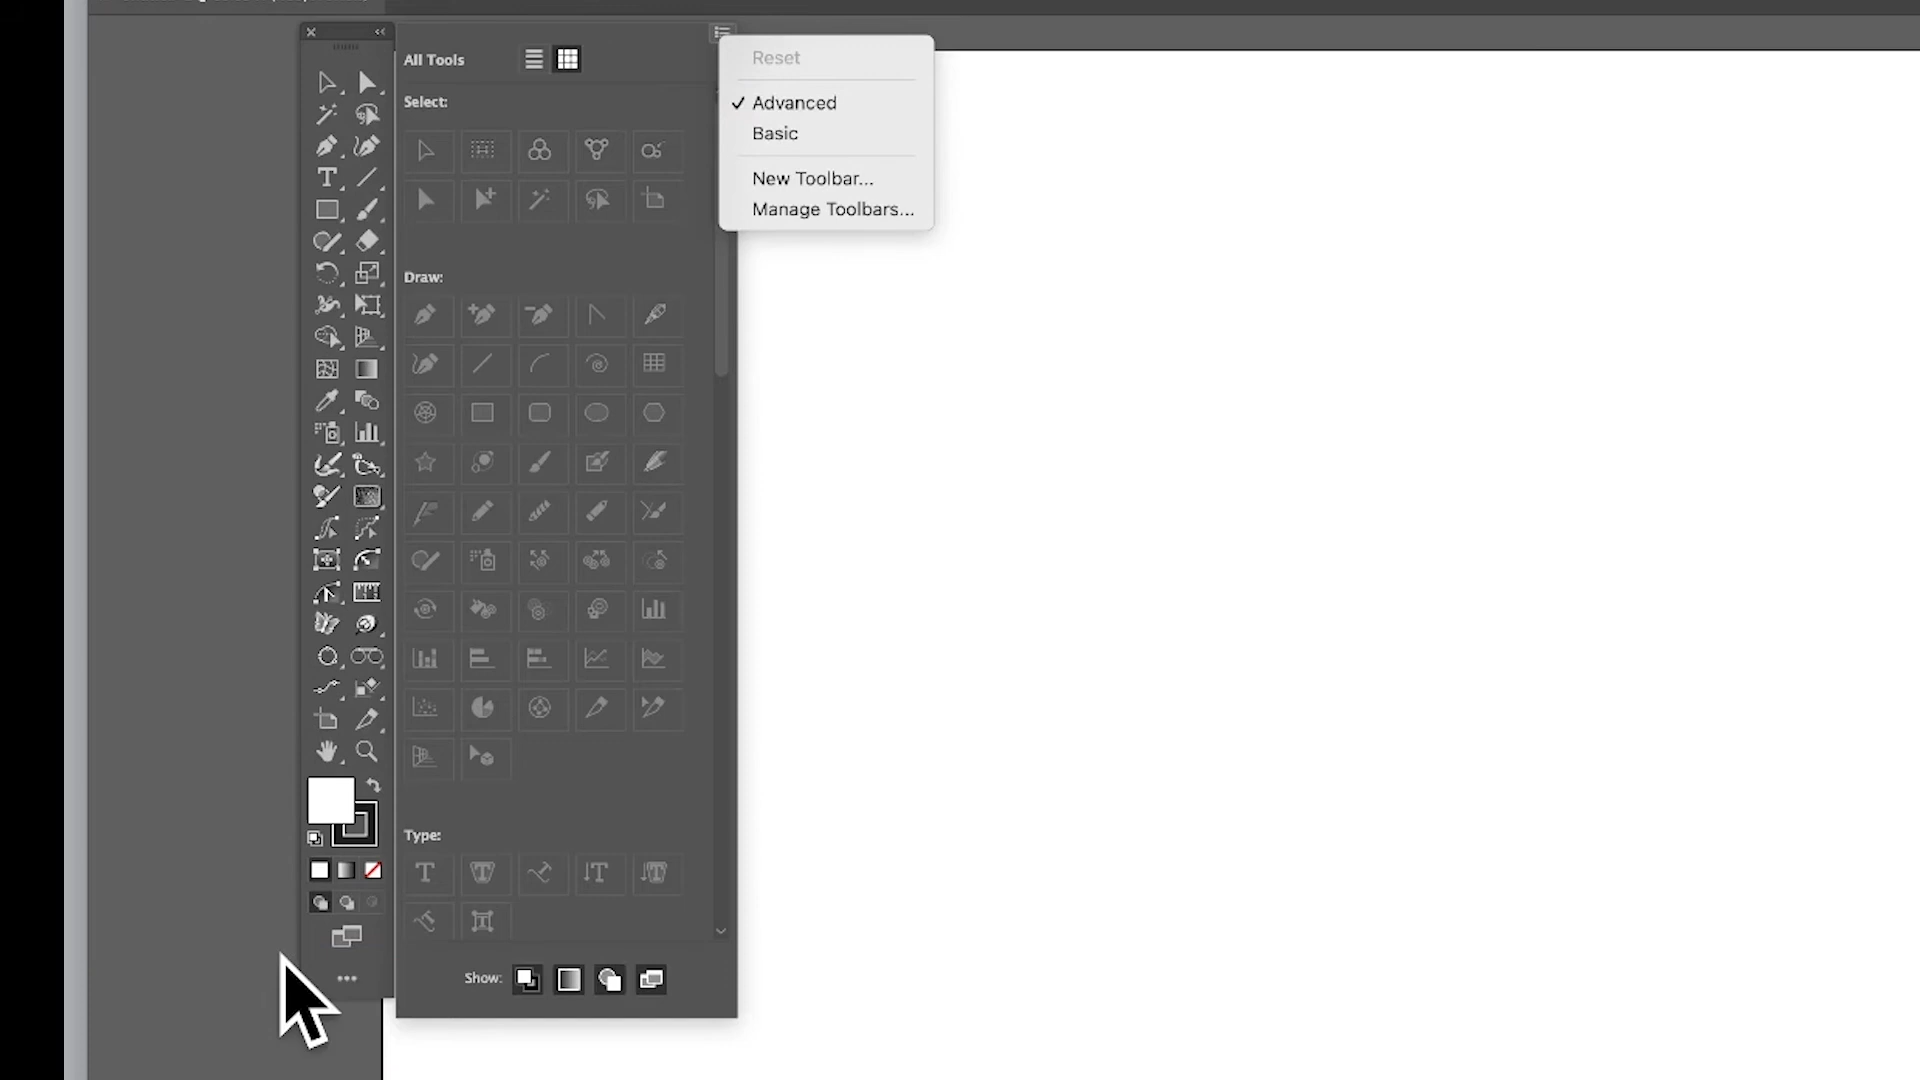 All Tools
Select:
Draw:
Type:
Show:
Reset
✓ Advanced
Basic
New Toolbar...
Manage Toolbars...